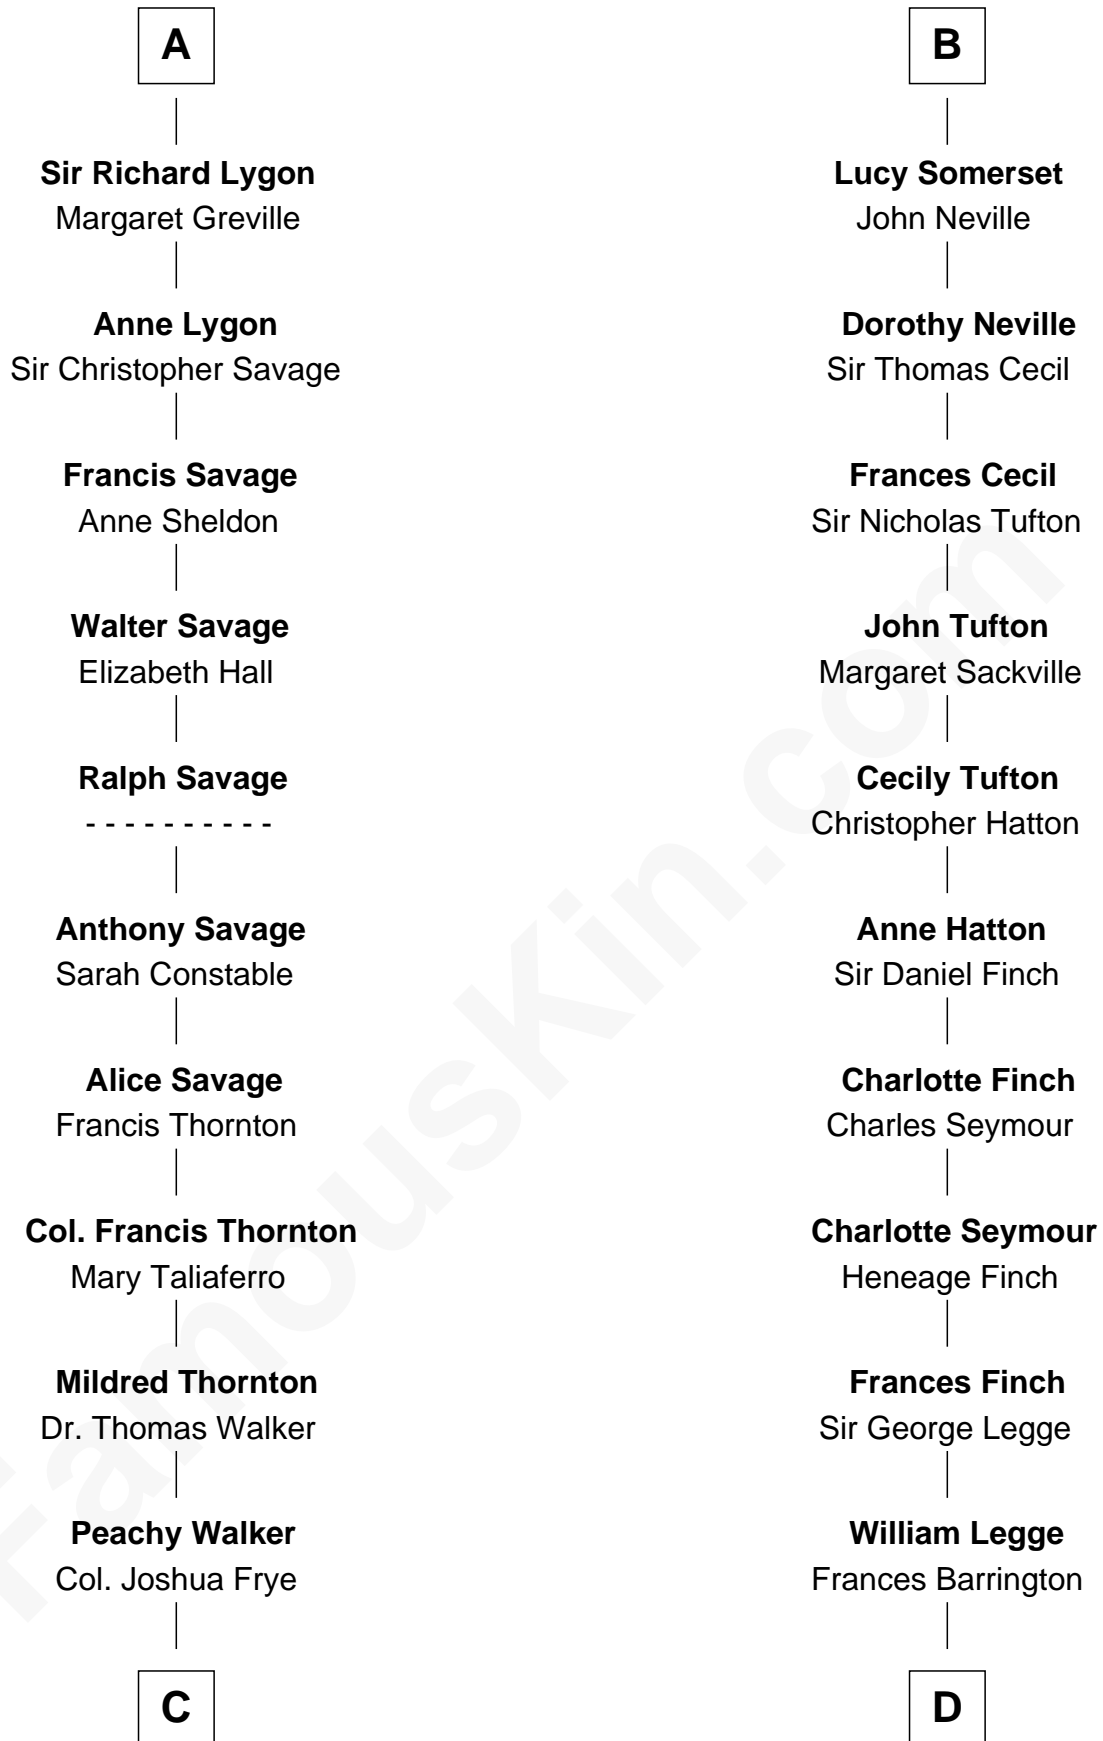 A
Sir Richard Lygon
Margaret Greville
Anne Lygon
Sir Christopher Savage
Francis Savage
Anne Sheldon
Walter Savage
Elizabeth Hall
Ralph Savage
- - - - - - - - - -
Anthony Savage
Sarah Constable
Alice Savage
Francis Thornton
Col. Francis Thornton
Mary Taliaferro
Mildred Thornton
Dr. Thomas Walker
Peachy Walker
Col. Joshua Frye
C
B
Lucy Somerset
John Neville
Dorothy Neville
Sir Thomas Cecil
Frances Cecil
Sir Nicholas Tufton
John Tufton
Margaret Sackville
Cecily Tufton
Christopher Hatton
Anne Hatton
Sir Daniel Finch
Charlotte Finch
Charles Seymour
Charlotte Seymour
Heneage Finch
Frances Finch
Sir George Legge
William Legge
Frances Barrington
D
FamousKin.com